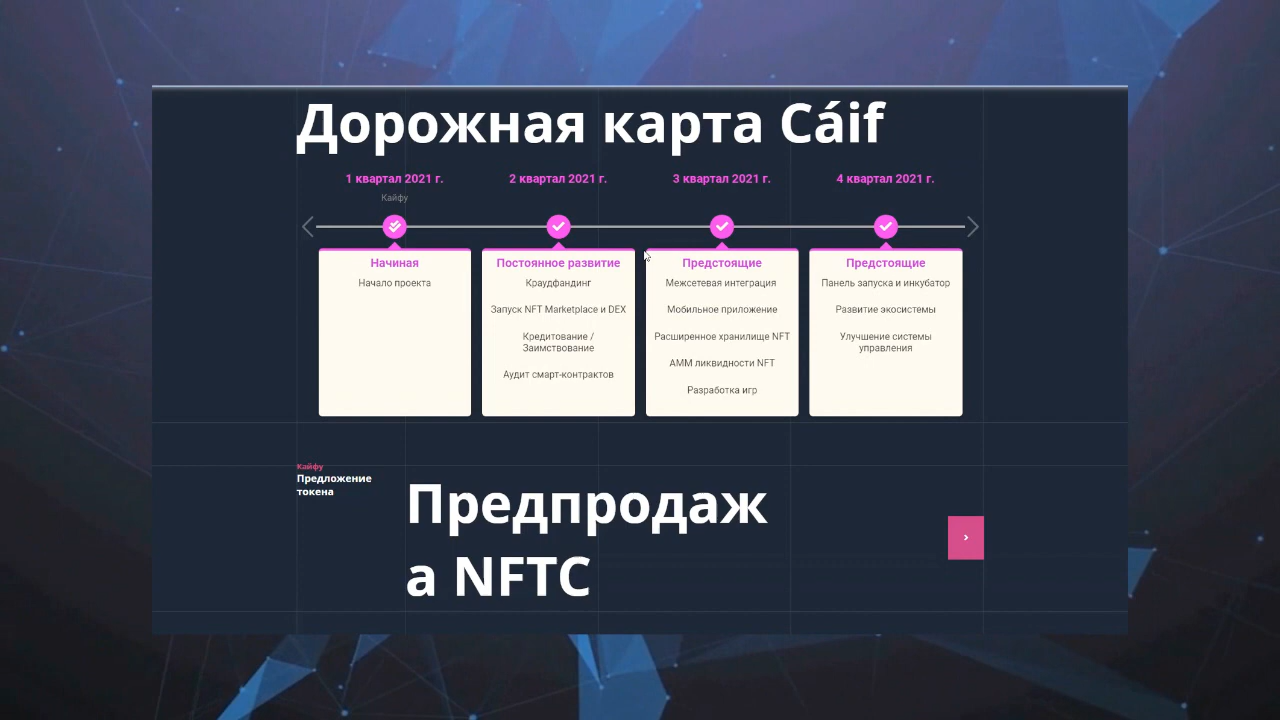 Дорожная карта Cáif
1 квартал 2021 г.
Кайфу
2 квартал 2021 г.
3 квартал 2021 г.
4 квартал 2021 г.
Начиная
Начало проекта
Постоянное развитие
Краудфандинг
Запуск NFT Marketplace и DEX
Кредитование /
Заимствование
Аудит смарт-контрактов
Предстоящие
Межсетевая интеграция
Мобильное приложение
Расширенное хранилище NFT
АММ ликвидности NFT
Разработка игр
Предстоящие
Панель запуска и инкубатор
Развитие экосистемы
Улучшение системы
управления
Кайфу
Предложение
токена
Предпродаж
а NFTC